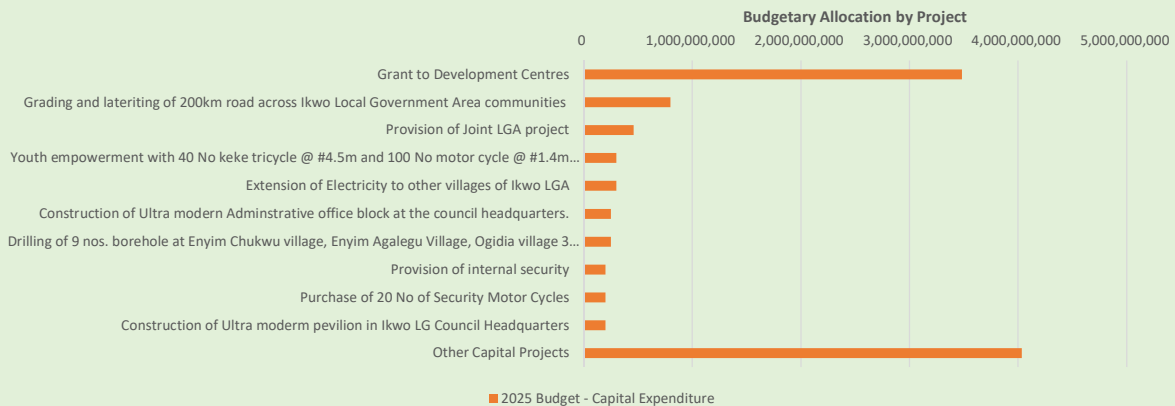 Budgetary Allocation by Project
0 1,000,000,000 2,000,000,000 3,000,000,000 4,000,000,000 5,000,000,000
Grant to Development Centres
Grading and lateriting of 200km road across Ikwo Local Government Area communities
Provision of Joint LGA project
Youth empowerment with 40 No keke tricycle @ #4.5m and 100 No motor cycle @ #1.4m…
Extension of Electricity to other villages of Ikwo LGA
Construction of Ultra modern Adminstrative office block at the council headquarters.
Drilling of 9 nos. borehole at Enyim Chukwu village, Enyim Agalegu Village, Ogidia village 3…
Provision of internal security
Purchase of 20 No of Security Motor Cycles
Construction of Ultra moderm pevilion in Ikwo LG Council Headquarters
Other Capital Projects
2025 Budget - Capital Expenditure